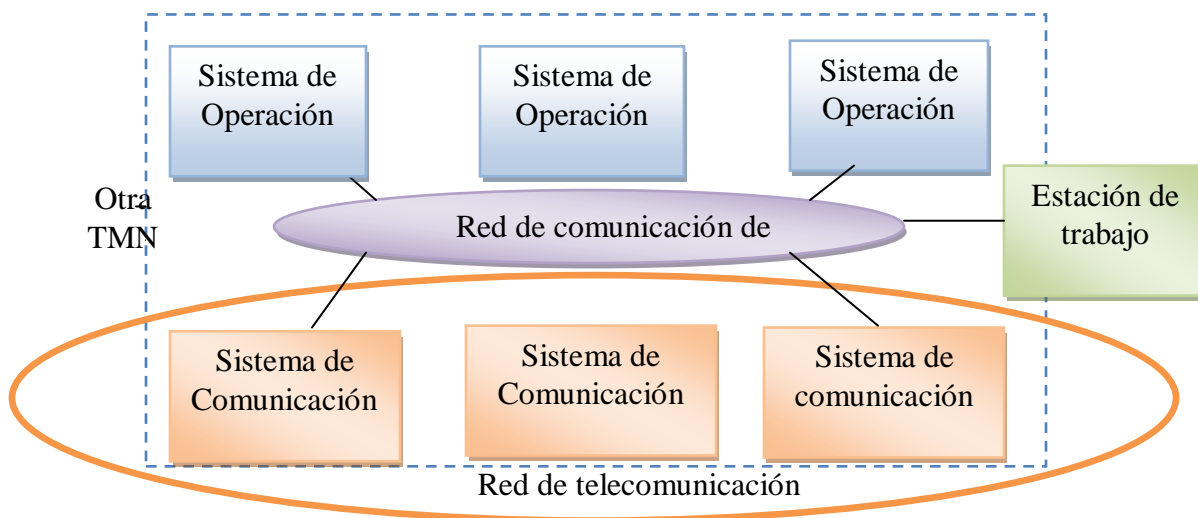 Sistema de
Operación
Sistema de
Operación
Sistema de
Operación
Otra
TMN
Red de comunicación de
Estación de
trabajo
Sistema de
Comunicación
Sistema de
Comunicación
Sistema de
comunicación
Red de telecomunicación